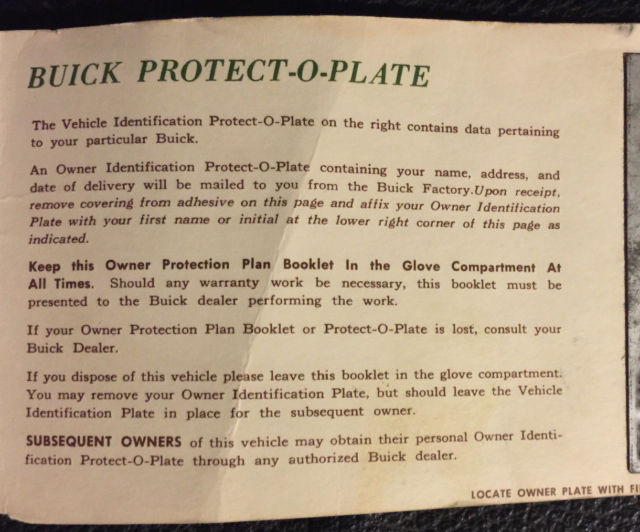 BUICK PROTECT-O-PLATE
The Vehicle Identification Protect-O-Plate on the right contains data pertaining
to your particular Buick.
An Owner Identification Protect-O-Plate containing your name, address, and
date of delivery will be mailed to you from the Buick Factory. Upon receipt,
remove covering from adhesive on this page and affix your Owner Identification
Plate with your first name or initial at the lower right corner of this page as
indicated.
Keep this Owner Protection Plan Booklet In the Glove Compartment At
All Times. Should any warranty work be necessary, this booklet must be
presented to the Buick dealer performing the work.
If your Owner Protection Plan Booklet or Protect-O-Plate is lost, consult your
Buick Dealer.
If you dispose of this vehicle please leave this booklet in the glove compartment.
You may remove your Owner Identification Plate, but should leave the Vehicle
Identification Plate in place for the subsequent owner.
SUBSEQUENT OWNERS of this vehicle may obtain their personal Owner Identi-
fication Protect-O-Plate through any authorized Buick dealer.
LOCATE OWNER PLATE WITH